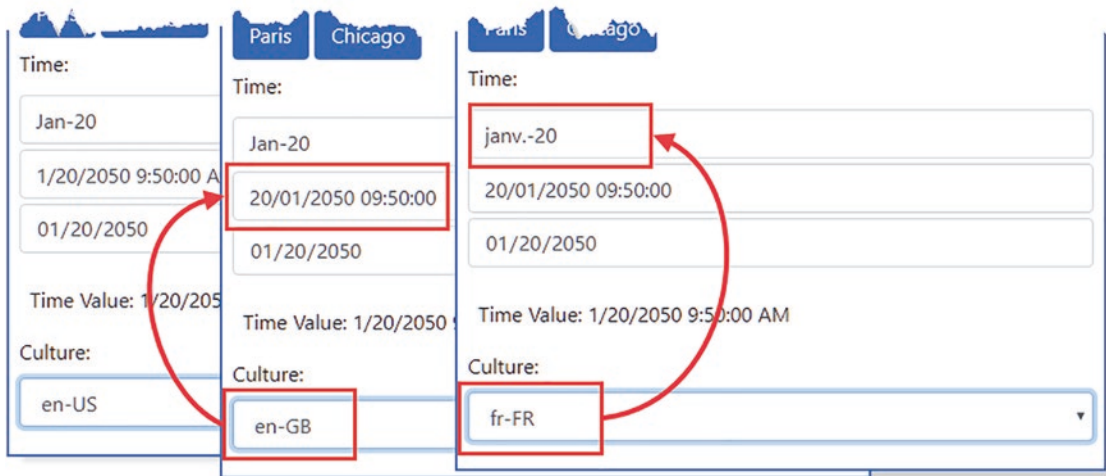 Time:
Jan-20
1/20/2050 9:50:00 A
01/20/2050
Time Value: 1/20/205
Culture:
en-US
Paris
Chicago
Time:
Jan-20
20/01/2050 09:50:00
01/20/2050
Time Value: 1/20/2050
Culture:
en-GB
Time:
janv.-20
20/01/2050 09:50:00
01/20/2050
Time Value: 1/20/2050 9:50:00 AM
Culture:
fr-FR